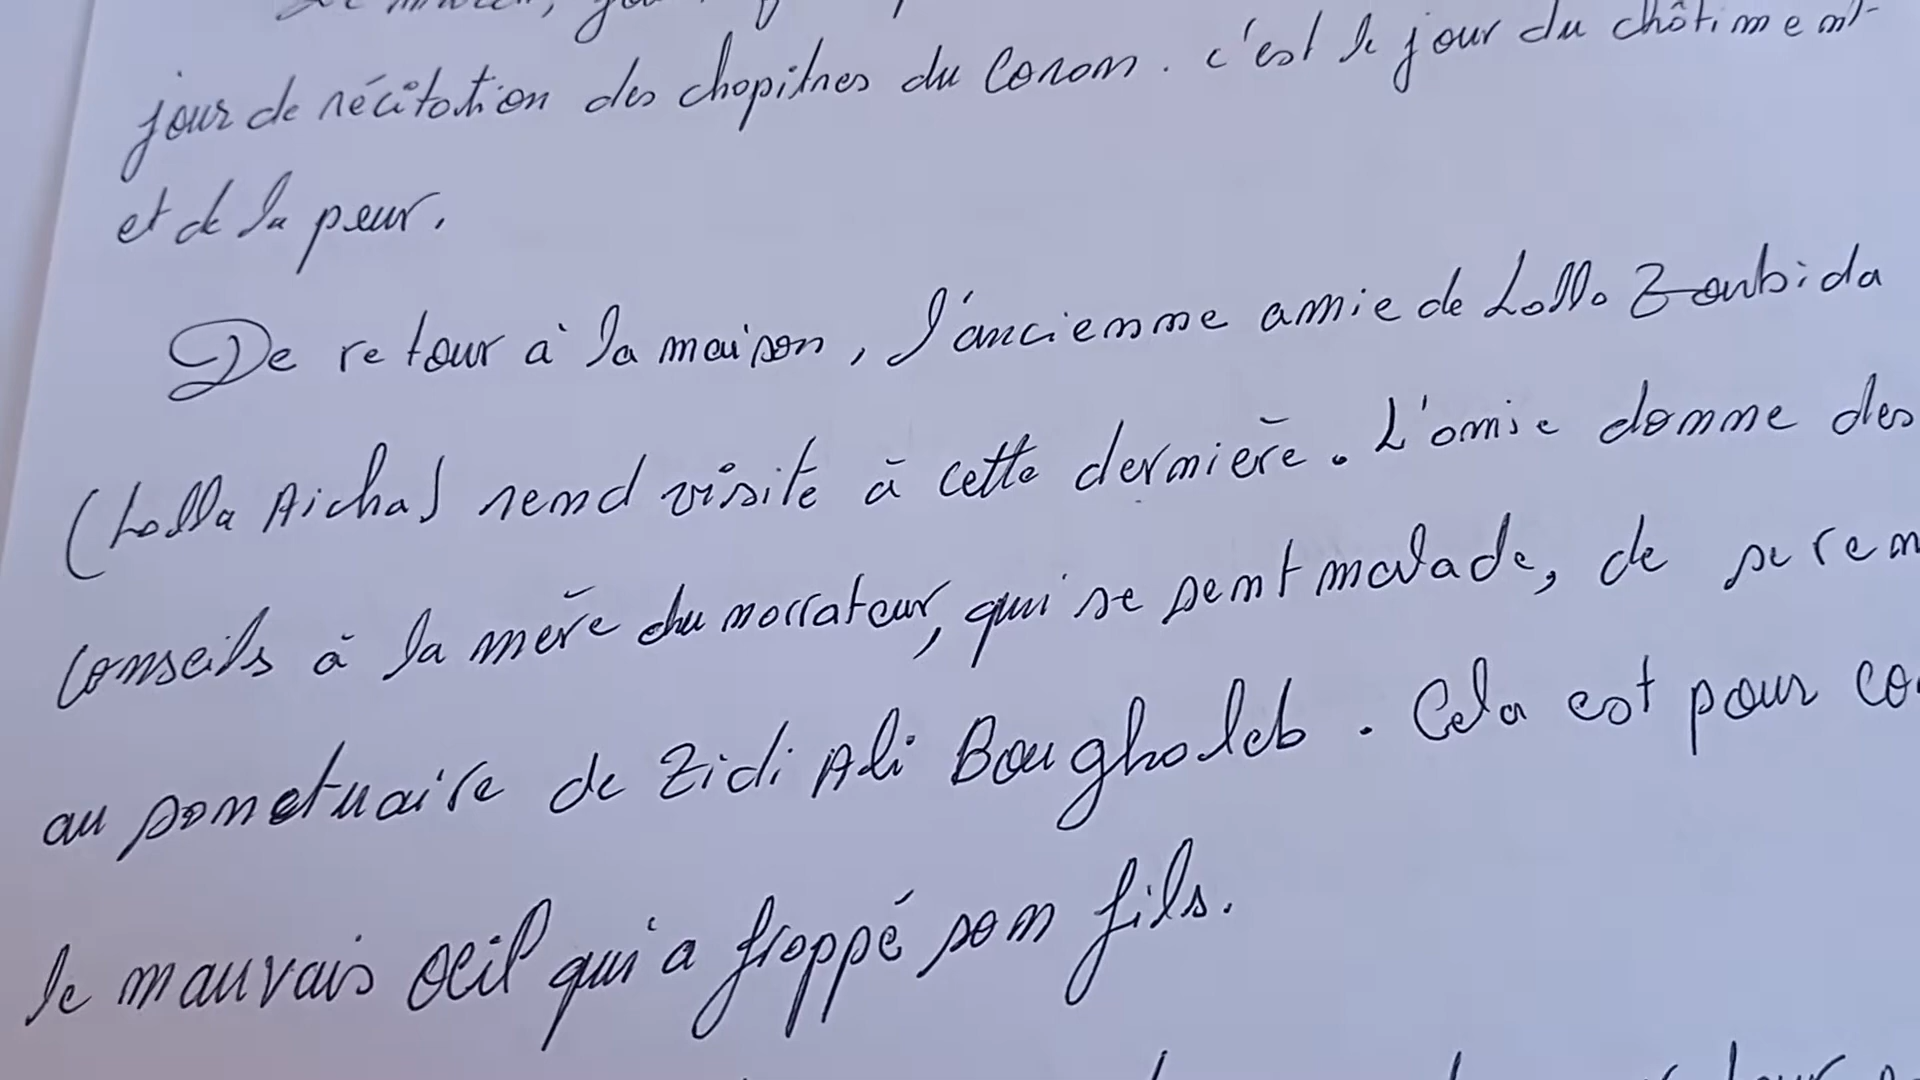 jour de récitation des chapitres du Coran. c'est le jour du châtiment
et de la peur.
De retour à la maison, l'ancienne amie de Lalla Zoubida
(Lalla Aicha) rend visite à cette dernière. L'amie donne des
conseils à la mère du narrateur, qui se sent malade, de se ren
au sanctuaire de Zidi Ali Boughaleb. Cela est pour co
le mauvais oeil qui a frappé son fils.